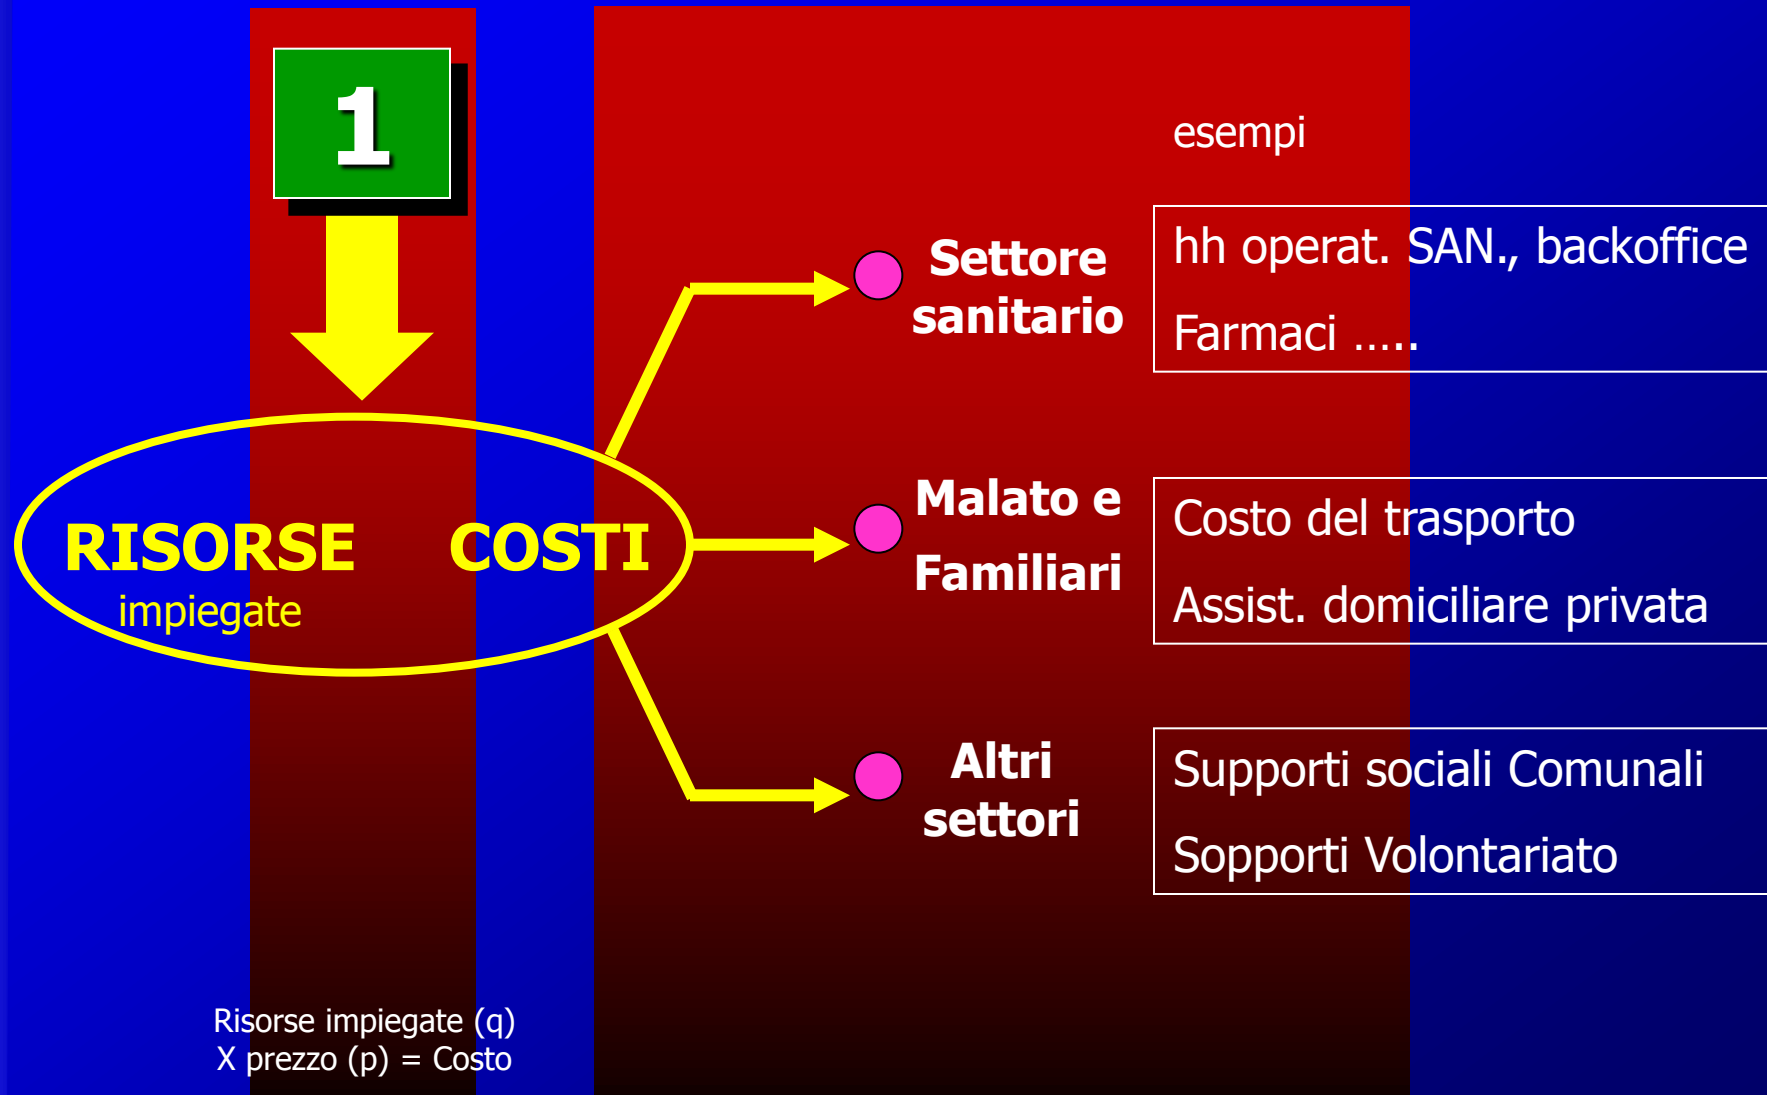 1
esempi
Settore
sanitario
hh operat. SAN., backoffice
Farmaci .....
RISORSE COSTI
impiegate
Malato e
Familiari
Costo del trasporto
Assist. domiciliare privata
Altri
settori
Supporti sociali Comunali
Sopporti Volontariato
Risorse impiegate (q)
X prezzo (p) = Costo